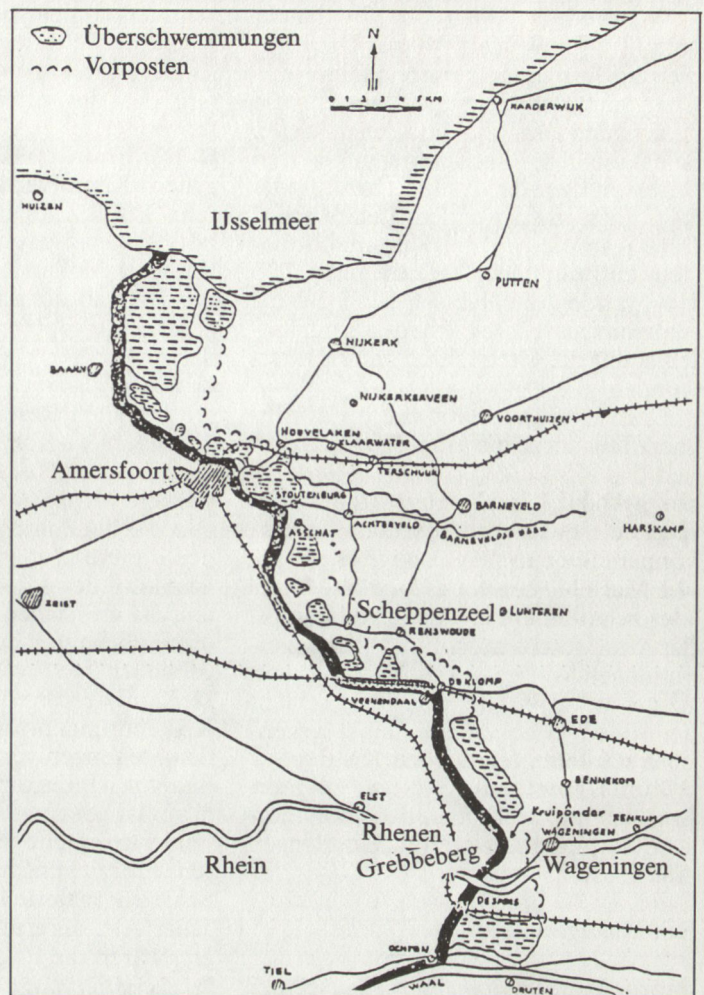 Überschwemmungen
Vorposten
N
0 1 2 3 4 5 KM
HARDERWIJK
HUIZEN
IJsselmeer
PUTTEN
NIJKERK
BAARN
NIJKERKERVEEN
VOORTHUIZEN
HOEVELAKEN
KLAARWATER
Amersfoort
TERSCHUUR
STOUTENBURG
BARNEVELD
ACHTERVELD
BARNEVELDSE BEEK
HARSKAMP
ASSCHAT
ZEIST
Scheppenzeel
LUNTEREN
RENSWOUDE
DE KLOMP
VEENENDAAL
EDE
BENNEKOM
ELST
Kruiponder
RENKUM
Rhenen
WAGENINGEN
Rhein
Grebbeberg
Wageningen
DE SPEES
OCHTEN
TIEL
WAAL
DRUTEN